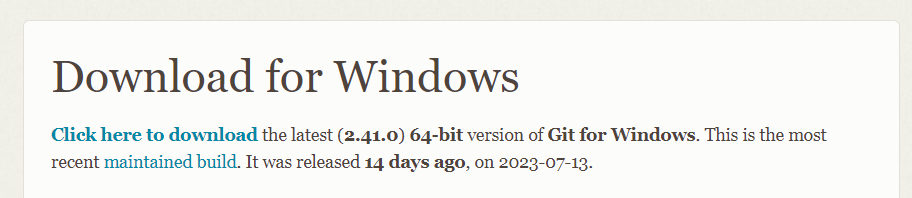 Download for Windows
Click here to download the latest (2.41.0) 64-bit version of Git for Windows. This is the most
recent maintained build. It was released 14 days ago, on 2023-07-13.